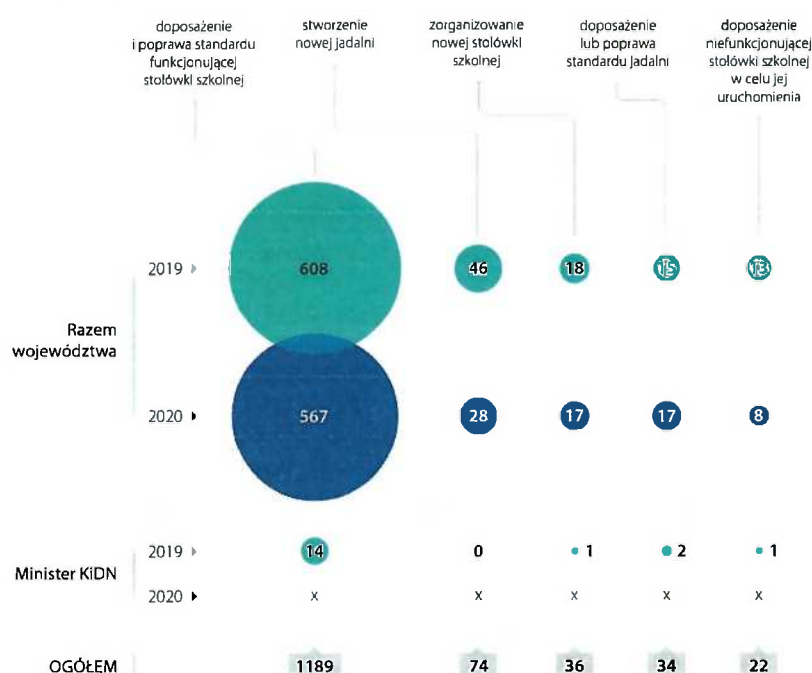 doposażenie
i poprawa standardu
funkcjonującej
stołówki szkolnej
stworzenie
nowej jadalni
zorganizowanie
nowej stołówki
szkolnej
doposażenie
lub poprawa
standardu jadalni
doposażenie
niefunkcjonującej
stołówki szkolnej
w celu jej
uruchomienia
Razem
województwa
2019 608 46 18 15 13
2020 567 28 17 17 8
Minister KiDN
2019 14 0 1 2 1
2020 x x x x x
OGÓŁEM 1189 74 36 34 22